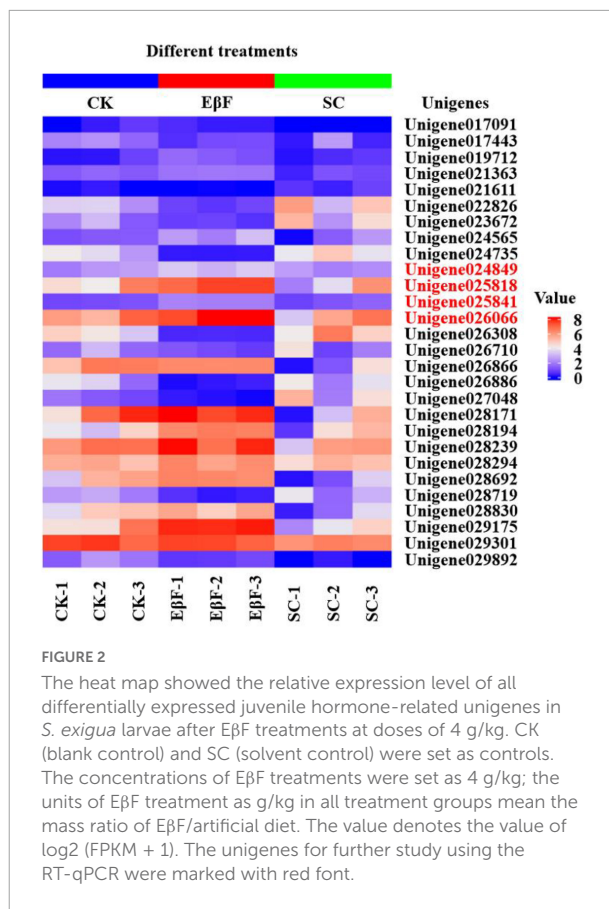 Different treatments
CK EβF SC Unigenes
Unigene017091
Unigene017443
Unigene019712
Unigene021363
Unigene021611
Unigene022826
Unigene023672
Unigene024565
Unigene024735
Unigene024849
Unigene025818
Unigene025841
Unigene026066
Unigene026308
Unigene026710
Unigene026866
Unigene026886
Unigene027048
Unigene028171
Unigene028194
Unigene028239
Unigene028294
Unigene028692
Unigene028719
Unigene028830
Unigene029175
Unigene029301
Unigene029892
Value
8
6
4
2
0
CK-1 CK-2 CK-3 EβF-1 EβF-2 EβF-3 SC-1 SC-2 SC-3
FIGURE 2
The heat map showed the relative expression level of all
differentially expressed juvenile hormone-related unigenes in
S. exigua larvae after EβF treatments at doses of 4 g/kg. CK
(blank control) and SC (solvent control) were set as controls.
The concentrations of EβF treatments were set as 4 g/kg; the
units of EβF treatment as g/kg in all treatment groups mean the
mass ratio of EβF/artificial diet. The value denotes the value of
log2 (FPKM + 1). The unigenes for further study using the
RT-qPCR were marked with red font.